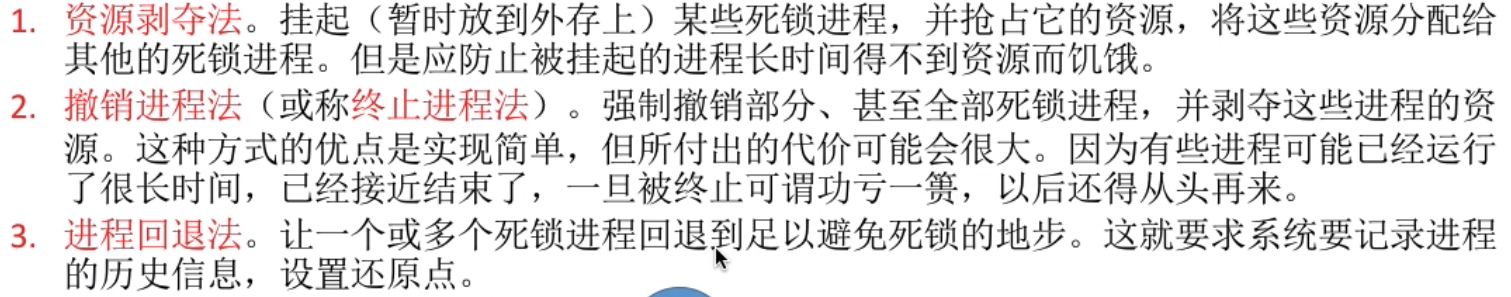 1. 资源剥夺法。挂起（暂时放到外存上）某些死锁进程，并抢占它的资源，将这些资源分配给
其他的死锁进程。但是应防止被挂起的进程长时间得不到资源而饥饿。
2. 撤销进程法（或称终止进程法）。强制撤销部分、甚至全部死锁进程，并剥夺这些进程的资
源。这种方式的优点是实现简单，但所付出的代价可能会很大。因为有些进程可能已经运行
了很长时间，已经接近结束了，一旦被终止可谓功亏一篑，以后还得从头再来。
3. 进程回退法。让一个或多个死锁进程回退到足以避免死锁的地步。这就要求系统要记录进程
的历史信息，设置还原点。